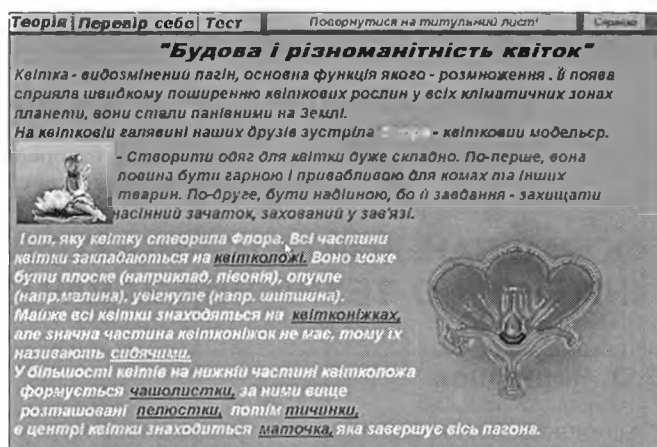 Теорія Перевір себе Тест Повернутися на титульний лист! Справка
"Будова і різноманітність квіток"
Квітка - видозмінений пагін, основна функція якого - розмноження . Її поява
сприяла швидкому поширенню квіткових рослин у всіх кліматичних зонах
планети, вони стали панівними на Землі.
На квітковій галявині наших друзів зустріла - квітковий модельєр.
- Створити одяг для квітки дуже складно. По-перше, вона
повина бути гарною і привабливою для комах та інших
тварин. По-друге, бути надійною, бо її завдання - захищати
насінний зачаток, захований у зав'язі.
І от, яку квітку створила Флора. Всі частини
квітки закладаються на квітколожі. Воно може
бути плоске (наприклад, півонія), опукле
(напр.малина), увігнуте (напр. шипшина).
Майже всі квітки знаходяться на квітконіжках,
але значна частина квітконіжок не має, тому їх
називають сидячими.
У більшості квітів на нижній частині квітколожа
формується чашолистки, за ними вище
розташовані пелюстки, потім тичинки,
в центрі квітки знаходиться маточка, яка завершує вісь пагона.